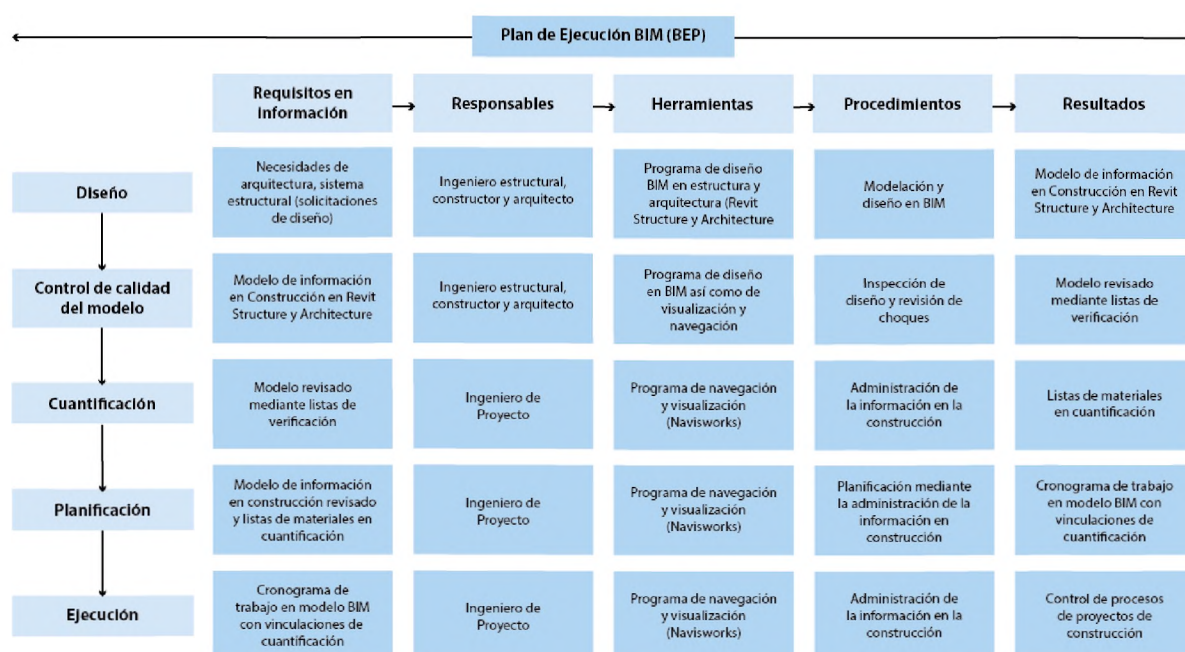 Plan de Ejecución BIM (BEP)
Requisitos en
información
Responsables
Herramientas
Procedimientos
Resultados
Diseño
Necesidades de
arquitectura, sistema
estructural (solicitaciones
de diseño)
Ingeniero estructural,
constructor y arquitecto
Programa de diseño
BIM en estructura y
arquitectura (Revit
Structure y Architecture
Modelación y
diseño en BIM
Modelo de información
en Construcción en Revit
Structure y Architecture
Control de calidad
del modelo
Modelo de información
en Construcción en Revit
Structure y Architecture
Ingeniero estructural,
constructor y arquitecto
Programa de diseño
en BIM así como de
visualización y
navegación
Inspección de
diseño y revisión de
choques
Modelo revisado
mediante listas de
verificación
Cuantificación
Modelo revisado
mediante listas de
verificación
Ingeniero de
Proyecto
Programa de navegación
y visualización
(Navisworks)
Administración de
la información en la
construcción
Listas de materiales
en cuantificación
Planificación
Modelo de información
en construcción revisado
y listas de materiales en
cuantificación
Ingeniero de
Proyecto
Programa de navegación
y visualización
(Navisworks)
Planificación mediante
la administración de la
información en
construcción
Cronograma de trabajo
en modelo BIM con
vinculaciones de
cuantificación
Ejecución
Cronograma de
trabajo en modelo BIM
con vinculaciones de
cuantificación
Ingeniero de
Proyecto
Programa de navegación
y visualización
(Navisworks)
Administración de
la información en la
construcción
Control de procesos
de proyectos de
construcción